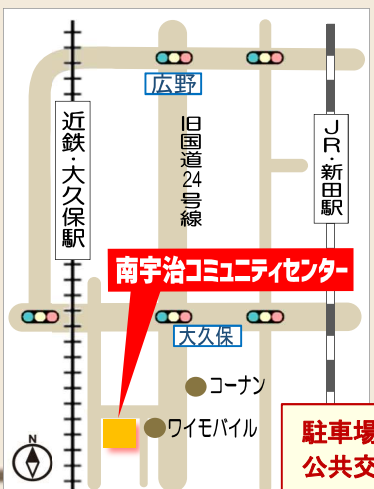 広野
近鉄・大久保駅
旧国道24号線
JR・新田駅
南宇治コミュニティセンター
大久保
コーナン
ワイモバイル
N
駐車場
公共交